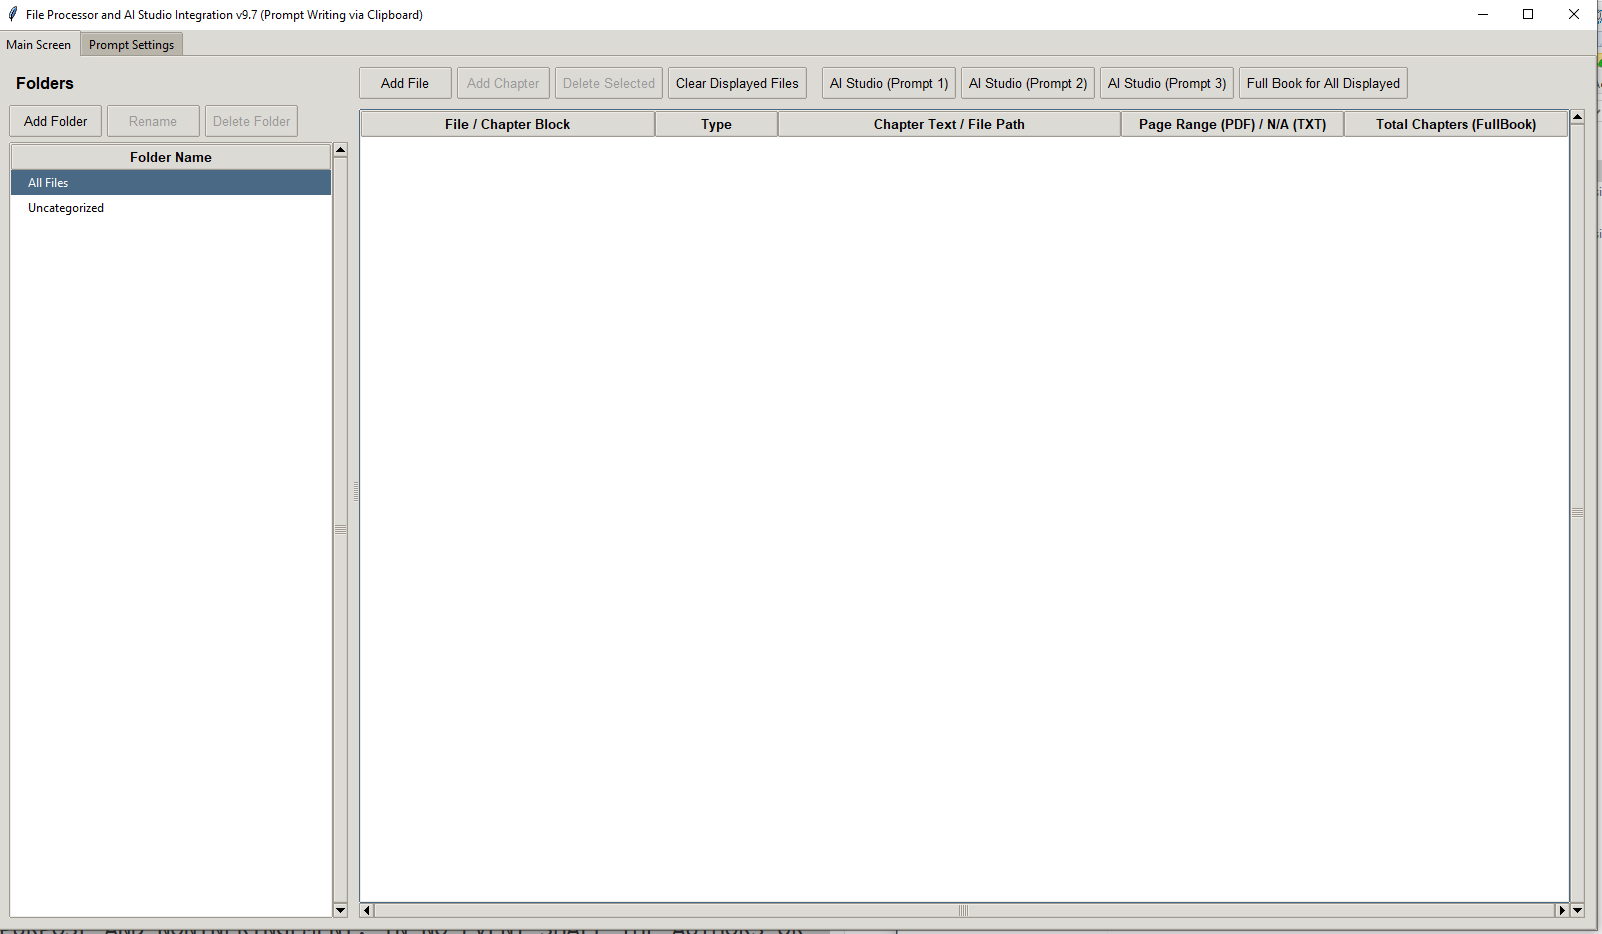 File Processor and AI Studio Integration v9.7 (Prompt Writing via Clipboard)
Main Screen
Prompt Settings
Folders
Add File
Add Chapter
Delete Selected
Clear Displayed Files
AI Studio (Prompt 1)
AI Studio (Prompt 2)
AI Studio (Prompt 3)
Full Book for All Displayed
Add Folder
Rename
Delete Folder
File / Chapter Block
Type
Chapter Text / File Path
Page Range (PDF) / N/A (TXT)
Total Chapters (FullBook)
Folder Name
All Files
Uncategorized